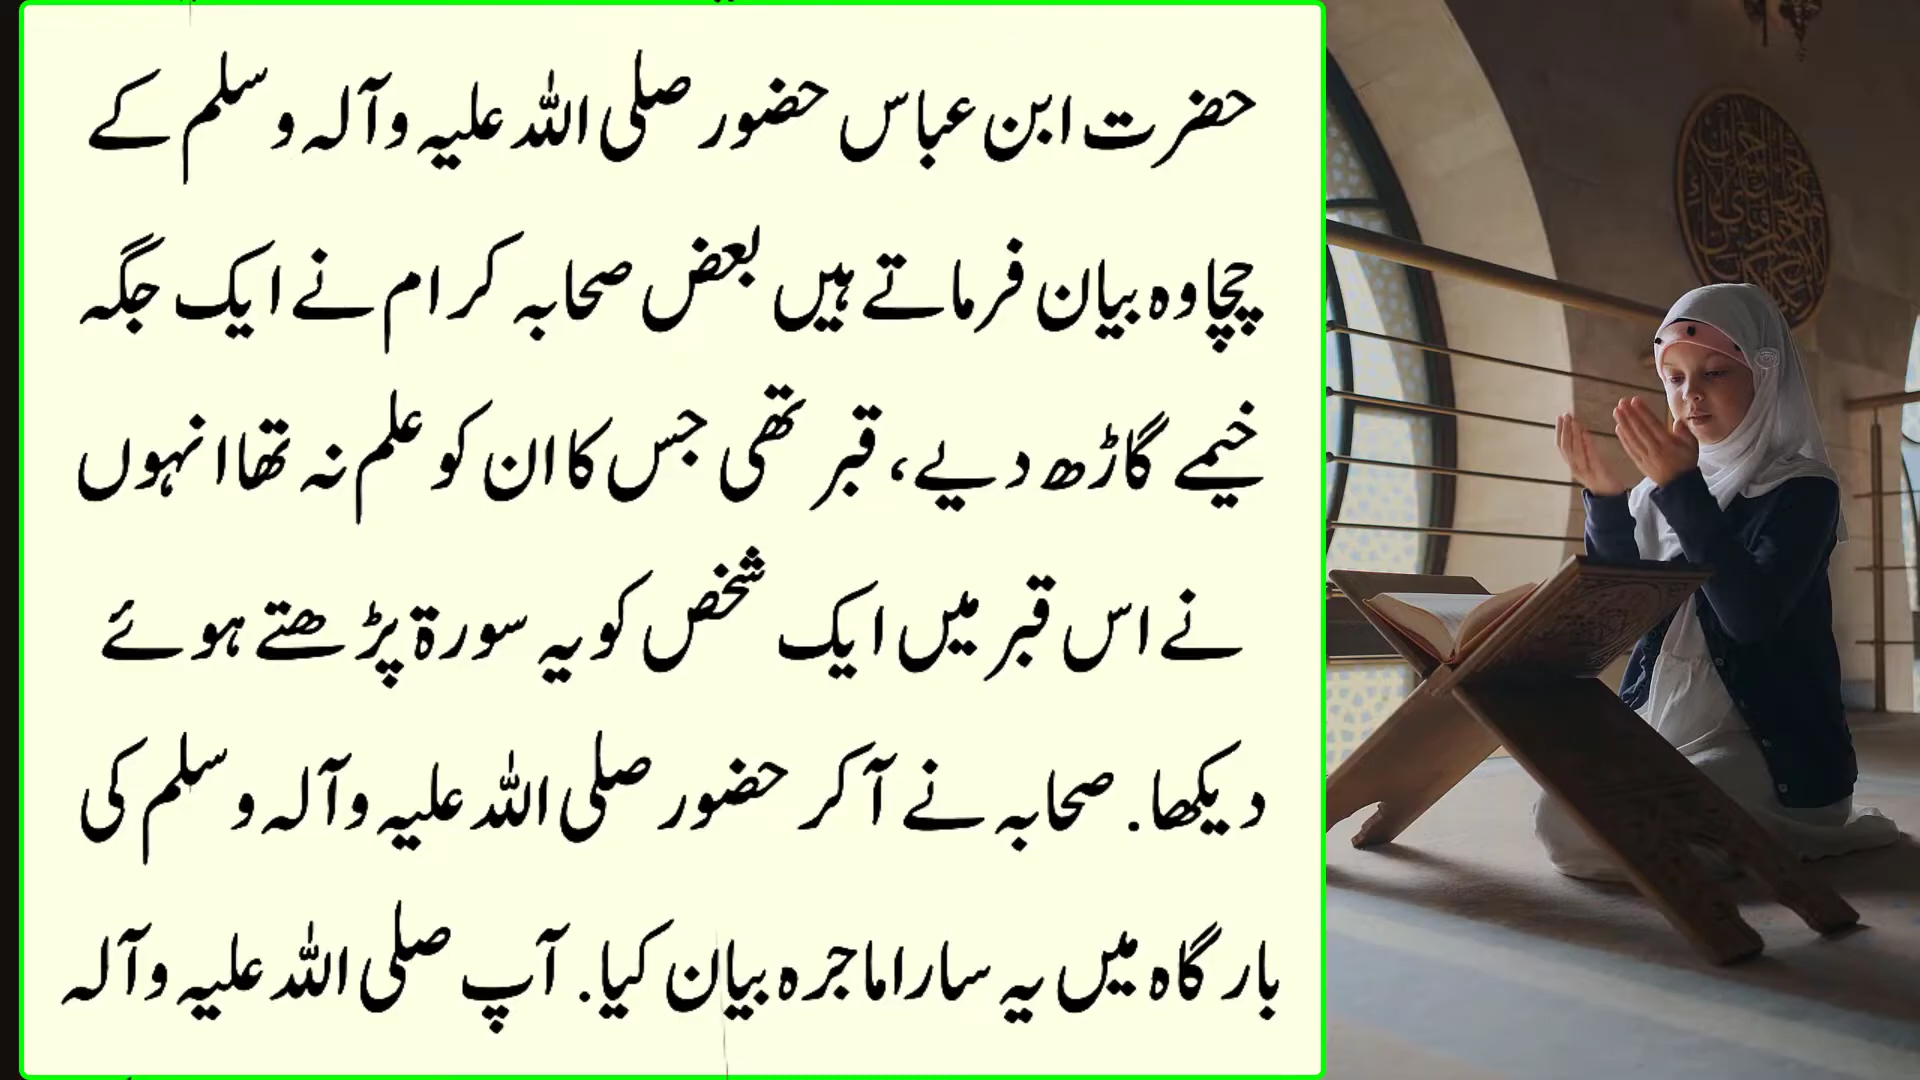 حضرت ابن عباس حضور صلی اللہ علیہ وآلہ وسلم کے
چچا وہ بیان فرماتے ہیں بعض صحابہ کرام نے ایک جگہ
خیمے گاڑھ دیے، قبر تھی جس کا ان کو علم نہ تھا انہوں
نے اس قبر میں ایک شخص کو یہ سورۃ پڑھتے ہوئے
دیکھا. صحابہ نے آ کر حضور صلی اللہ علیہ وآلہ وسلم کی
بارگاہ میں یہ سارا ماجرہ بیان کیا. آپ صلی اللہ علیہ وآلہ